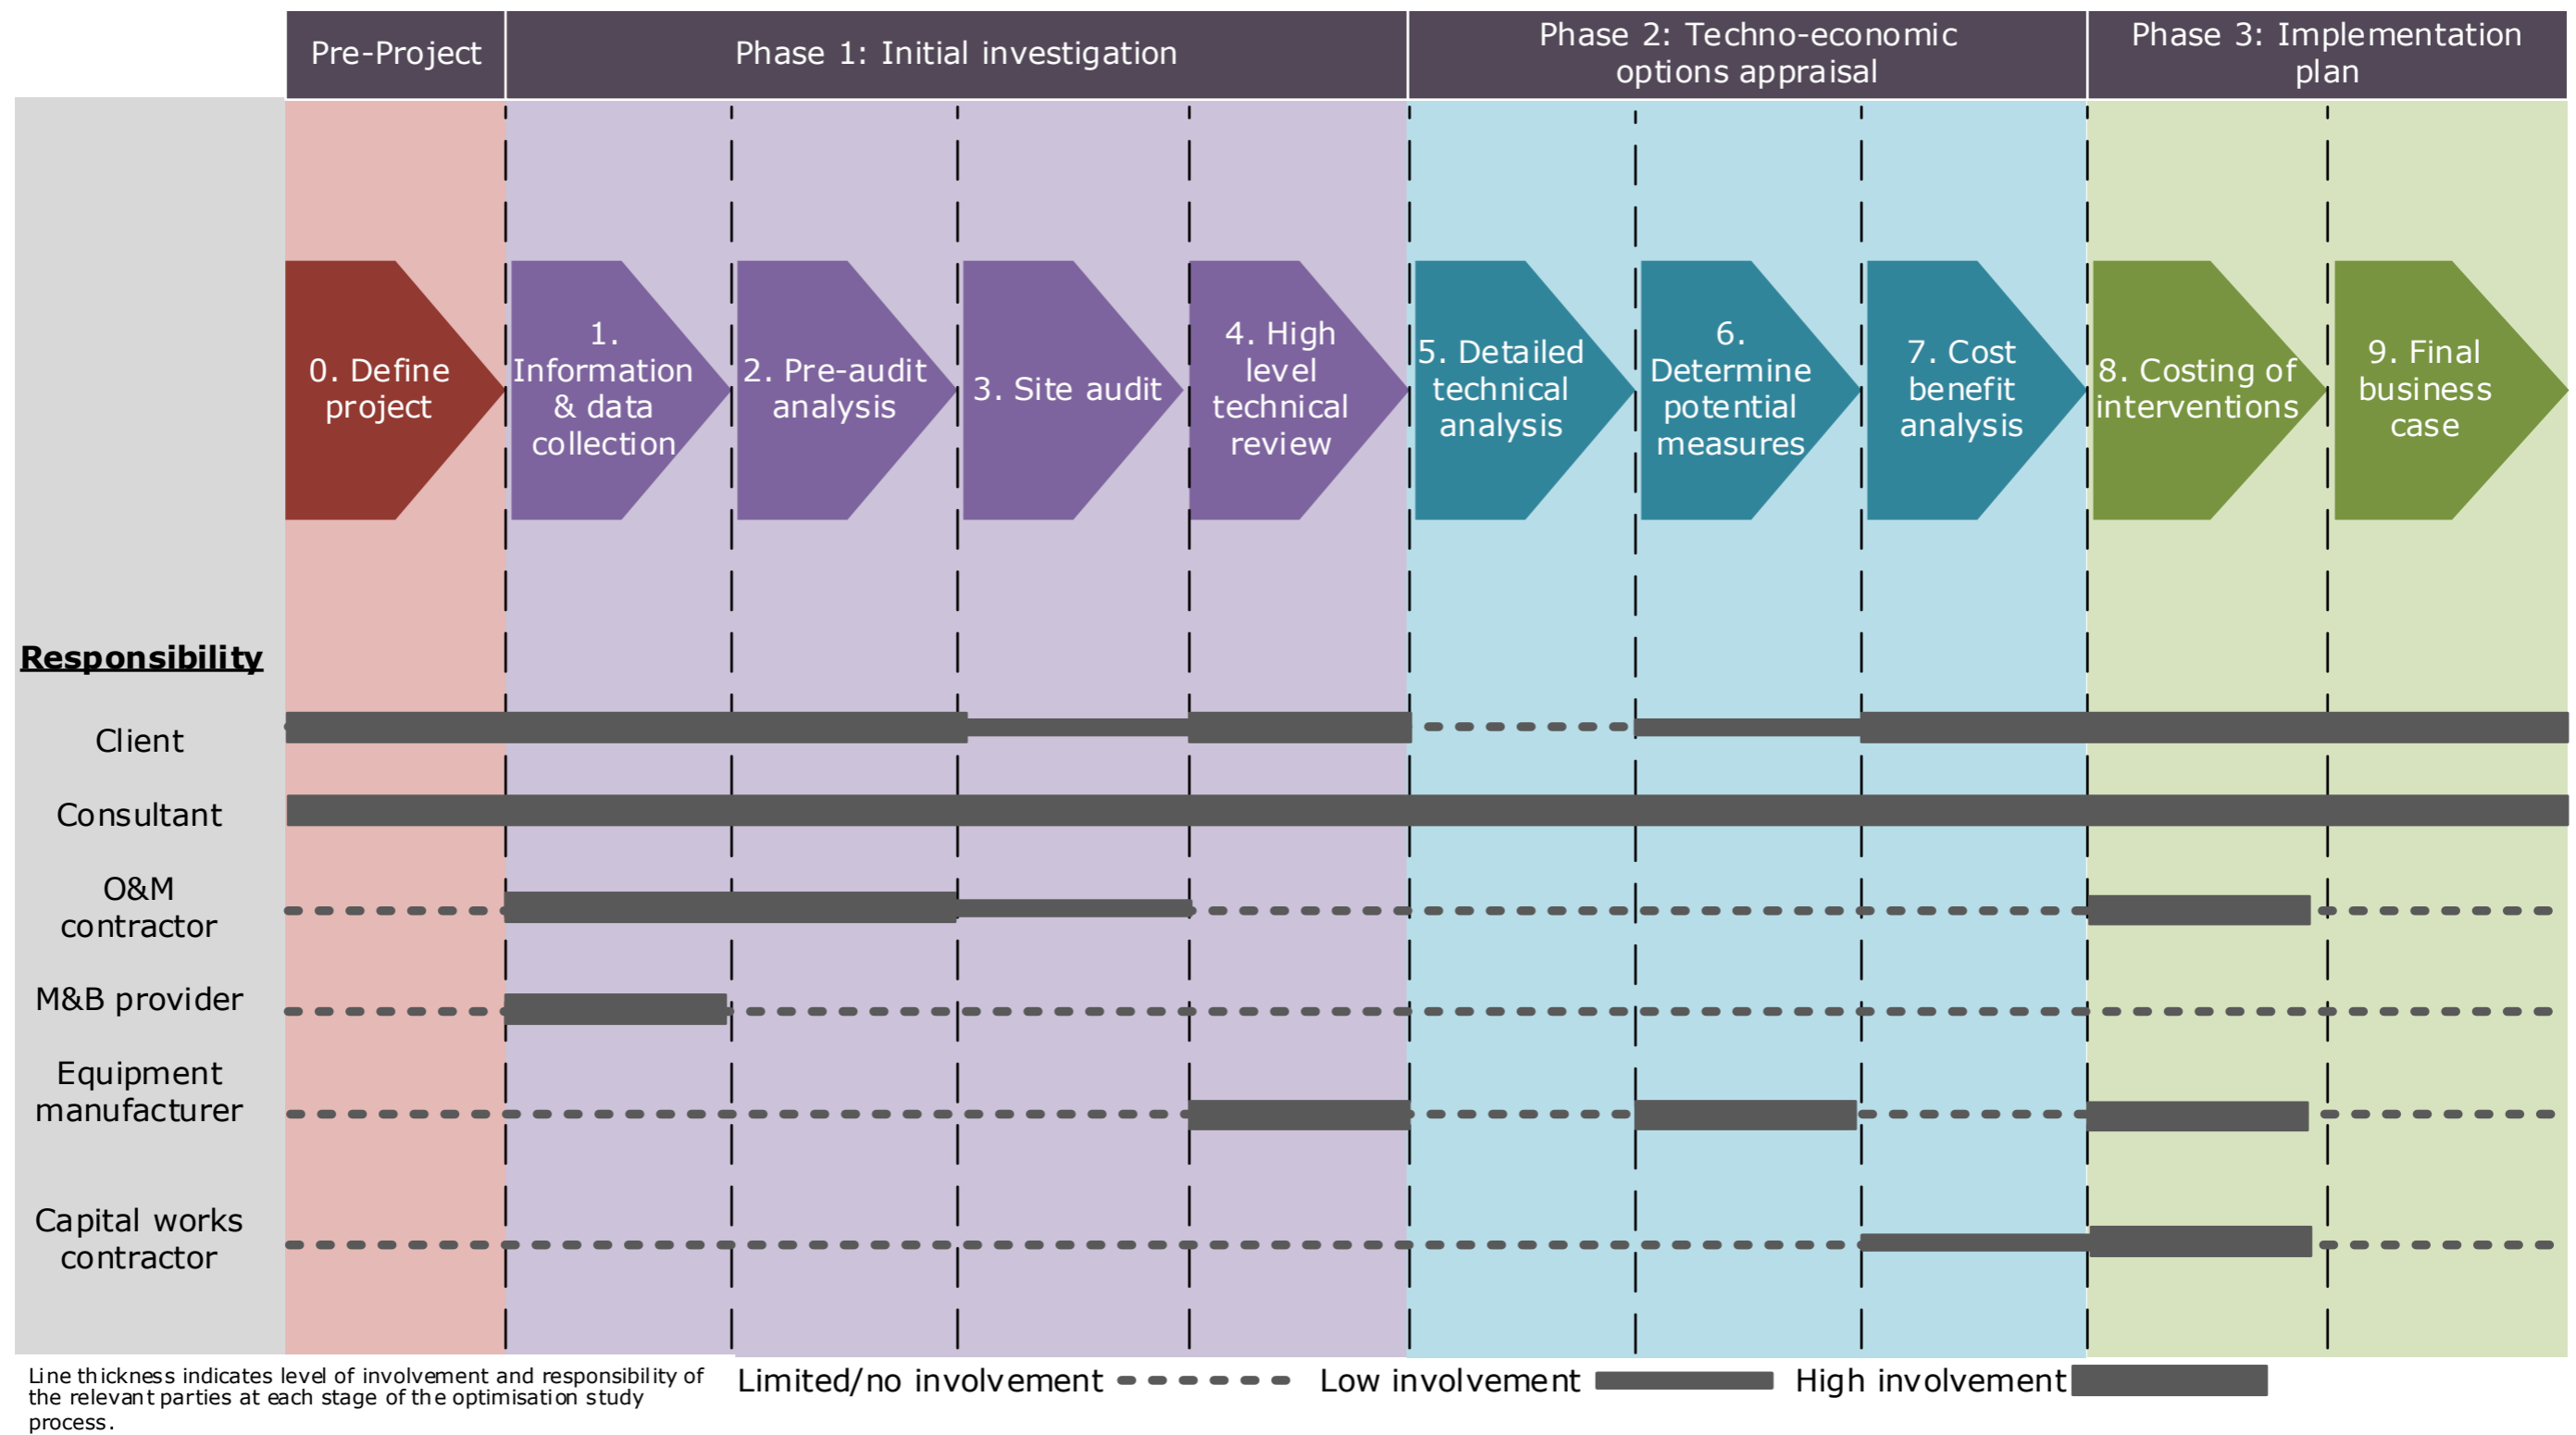 Pre-Project
Phase 1: Initial investigation
Phase 2: Techno-economic
options appraisal
Phase 3: Implementation
plan
0. Define
project
1.
Information
& data
collection
2. Pre-audit
analysis
3. Site audit
4. High
level
technical
review
5. Detailed
technical
analysis
6.
Determine
potential
measures
7. Cost
benefit
analysis
8. Costing of
interventions
9. Final
business
case
Responsibility
Client
Consultant
O&M
contractor
M&B provider
Equipment
manufacturer
Capital works
contractor
Line thickness indicates level of involvement and responsibility of
the relevant parties at each stage of the optimisation study
process.
Limited/no involvement
Low involvement
High involvement